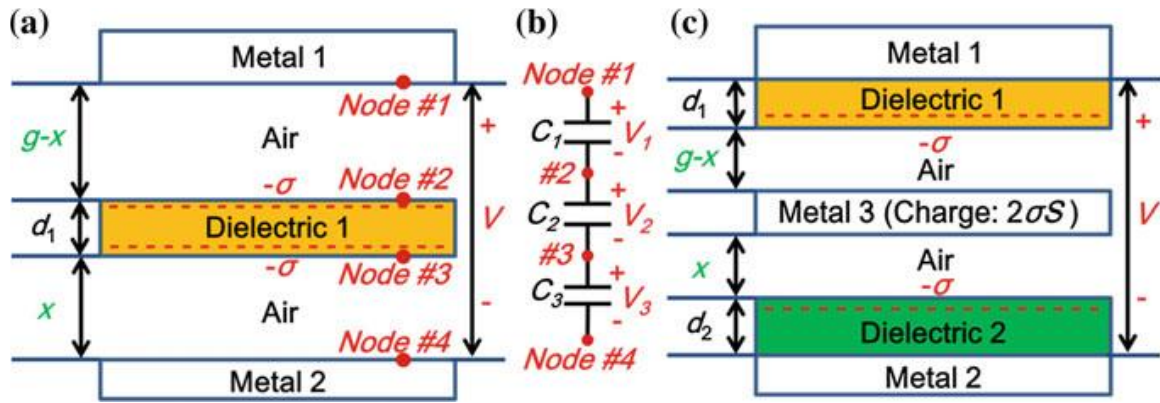 (a)
Metal 1
Node #1
g-x
Air
+
-σ
Node #2
d1
Dielectric 1
V
-σ
Node #3
x
Air
-
Node #4
Metal 2
(b)
Node #1
+
C1
V1
-
#2
+
C2
V2
-
#3
+
C3
V3
-
Node #4
(c)
Metal 1
d1
Dielectric 1
+
-σ
g-x
Air
Metal 3 (Charge: 2σS)
V
x
Air
-σ
-
d2
Dielectric 2
Metal 2